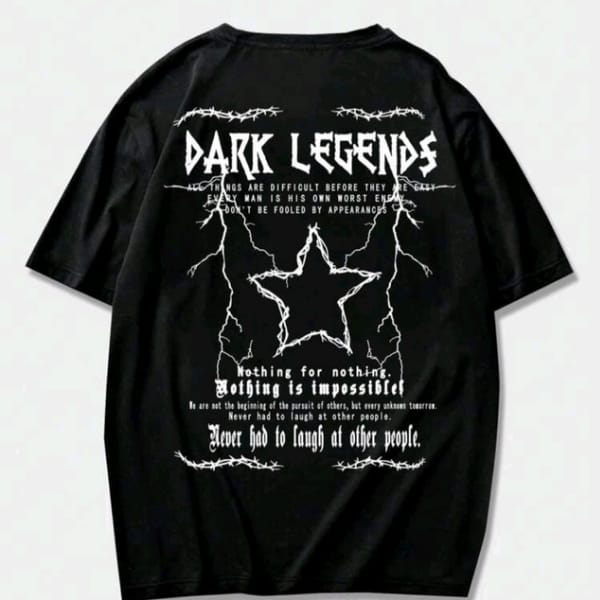 DARK LEGENDS
ALL THINGS ARE DIFFICULT BEFORE THEY ARE EASY
EVERY MAN IS HIS OWN WORST ENEMY
DON'T BE FOOLED BY APPEARANCES
Nothing for nothing.
Nothing is impossible!
We are not the beginning of the pursuit of others, but every unknown tomorrow.
Never had to laugh at other people.
Never had to laugh at other people.